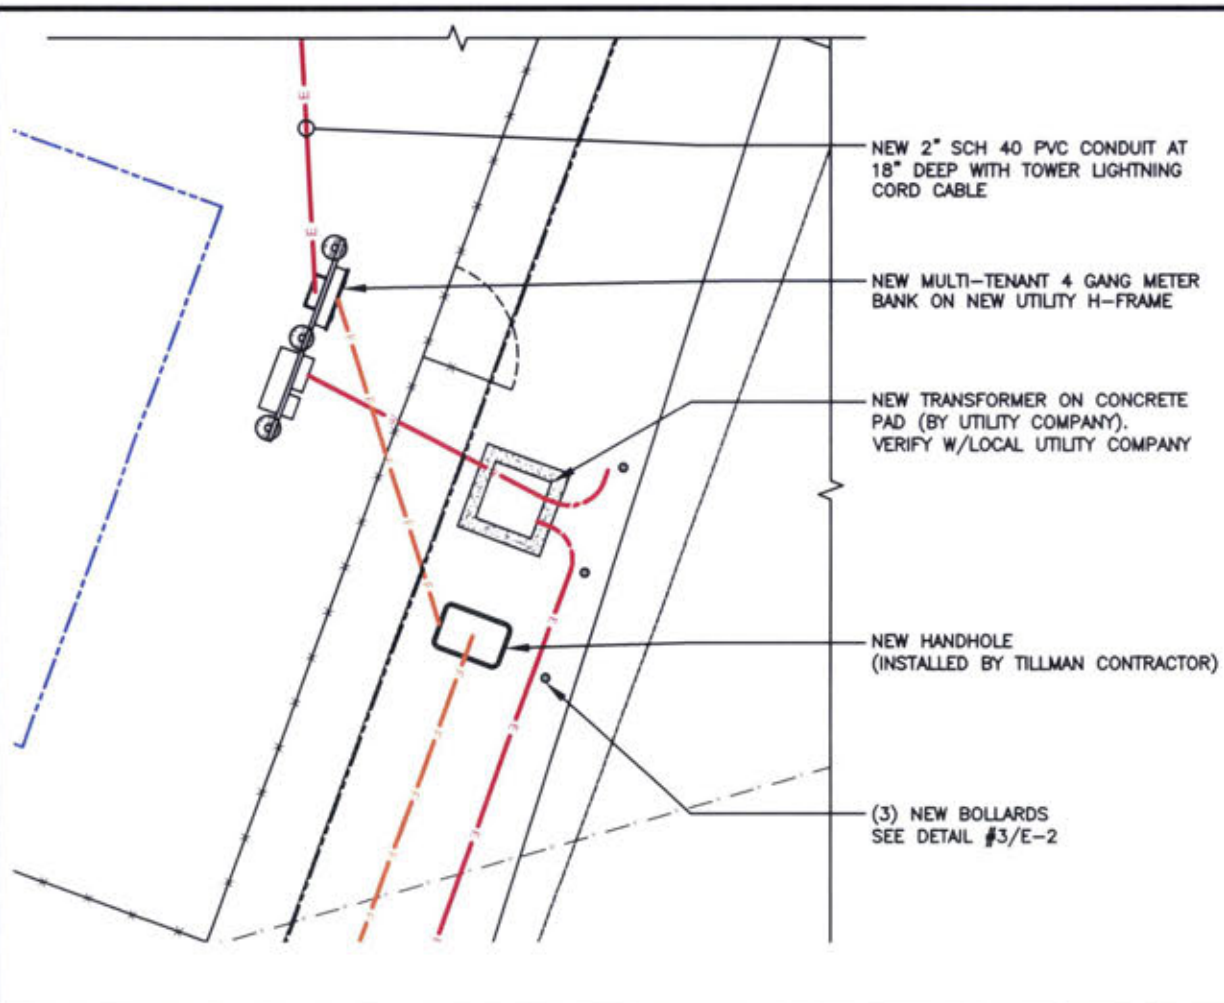 NEW 2" SCH 40 PVC CONDUIT AT
18" DEEP WITH TOWER LIGHTNING
CORD CABLE
NEW MULTI-TENANT 4 GANG METER
BANK ON NEW UTILITY H-FRAME
NEW TRANSFORMER ON CONCRETE
PAD (BY UTILITY COMPANY).
VERIFY W/LOCAL UTILITY COMPANY
NEW HANDHOLE
(INSTALLED BY TILLMAN CONTRACTOR)
(3) NEW BOLLARDS
SEE DETAIL #3/E-2